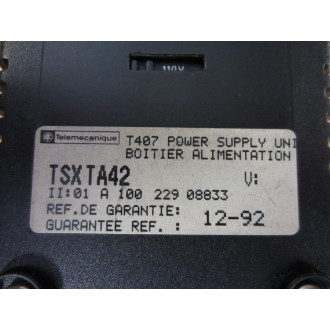 110V
Telemecanique
T407 POWER SUPPLY UNI
BOITIER ALIMENTATION
TSXTA42 V:
II:01 A 100 229 08833
REF.DE GARANTIE:
GUARANTEE REF. : 12-92